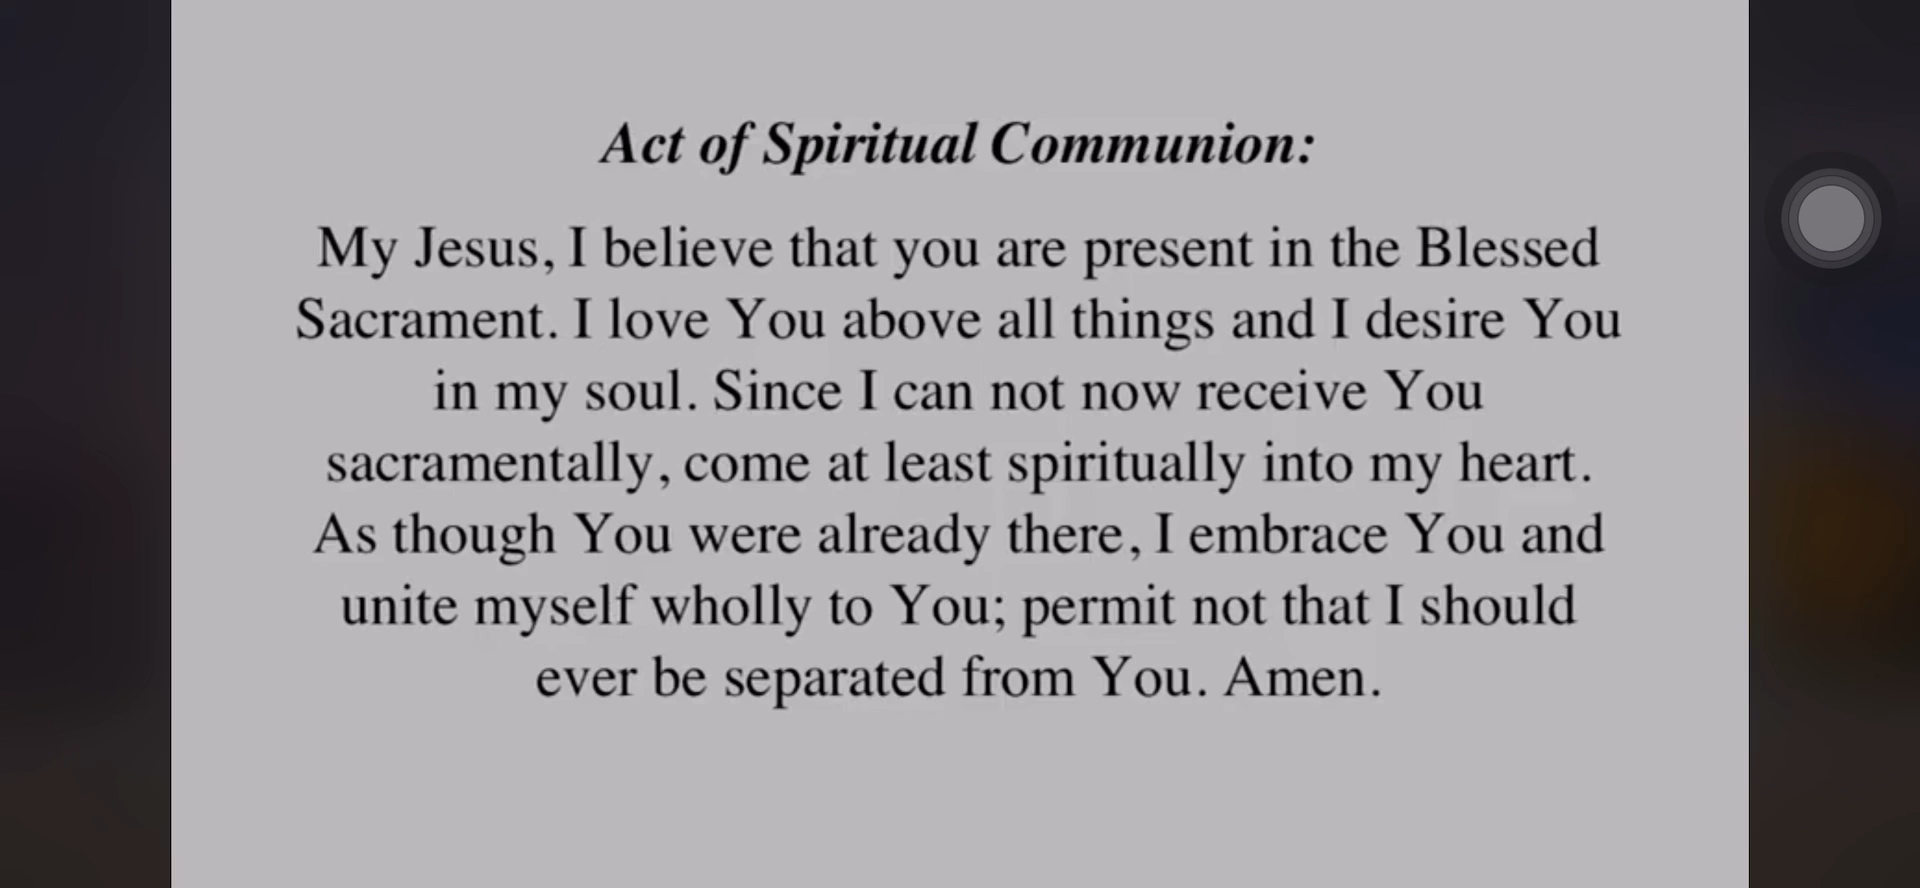 Act of Spiritual Communion:
My Jesus, I believe that you are present in the Blessed
Sacrament. I love You above all things and I desire You
in my soul. Since I can not now receive You
sacramentally, come at least spiritually into my heart.
As though You were already there, I embrace You and
unite myself wholly to You; permit not that I should
ever be separated from You. Amen.